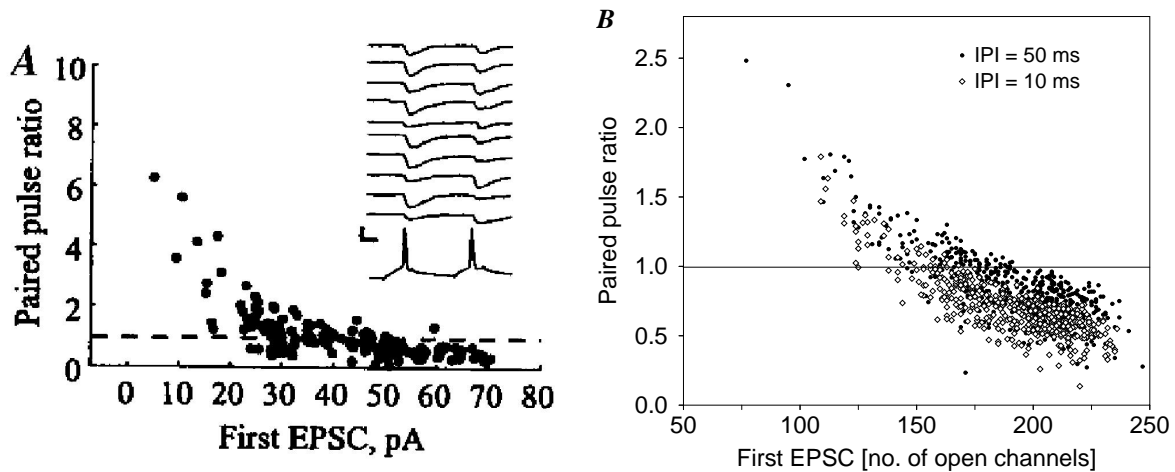 A
Paired pulse ratio
10
8
6
4
2
0
0 10 20 30 40 50 60 70 80
First EPSC, pA
B
Paired pulse ratio
2.5
2.0
1.5
1.0
0.5
0.0
IPI = 50 ms
IPI = 10 ms
50 100 150 200 250
First EPSC [no. of open channels]